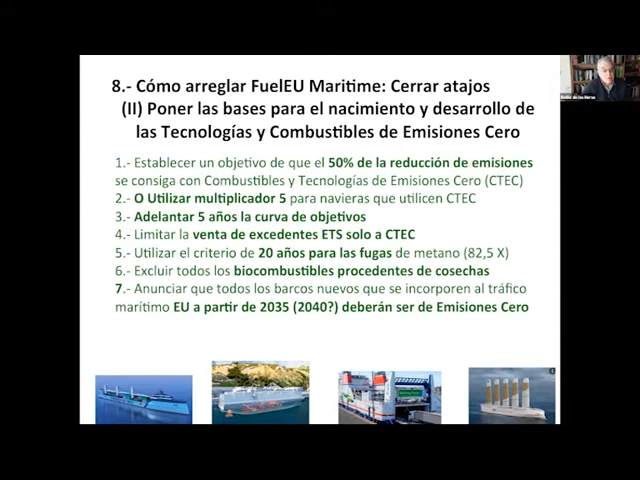 8.- Cómo arreglar FuelEU Maritime: Cerrar atajos
(II) Poner las bases para el nacimiento y desarrollo de
las Tecnologías y Combustibles de Emisiones Cero
1.- Establecer un objetivo de que el 50% de la reducción de emisiones
se consiga con Combustibles y Tecnologías de Emisiones Cero (CTEC)
2.- O Utilizar multiplicador 5 para navieras que utilicen CTEC
3.- Adelantar 5 años la curva de objetivos
4.- Limitar la venta de excedentes ETS solo a CTEC
5.- Utilizar el criterio de 20 años para las fugas de metano (82,5 X)
6.- Excluir todos los biocombustibles procedentes de cosechas
7.- Anunciar que todos los barcos nuevos que se incorporen al tráfico
marítimo EU a partir de 2035 (2040?) deberán ser de Emisiones Cero